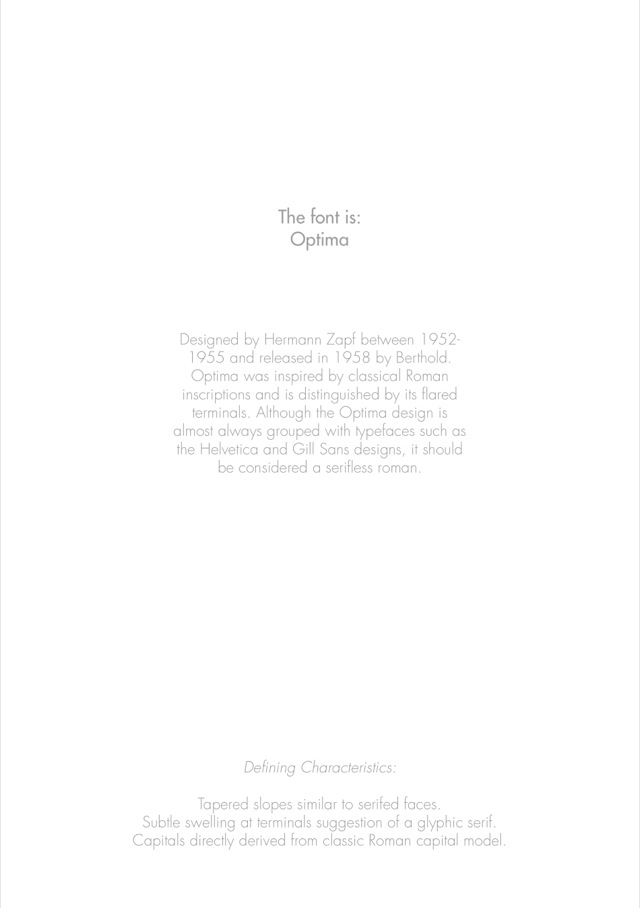 The font is:
Optima
Designed by Hermann Zapf between 1952-
1955 and released in 1958 by Berthold.
Optima was inspired by classical Roman
inscriptions and is distinguished by its flared
terminals. Although the Optima design is
almost always grouped with typefaces such as
the Helvetica and Gill Sans designs, it should
be considered a serifless roman.
Defining Characteristics:
Tapered slopes similar to serifed faces.
Subtle swelling at terminals suggestion of a glyphic serif.
Capitals directly derived from classic Roman capital model.